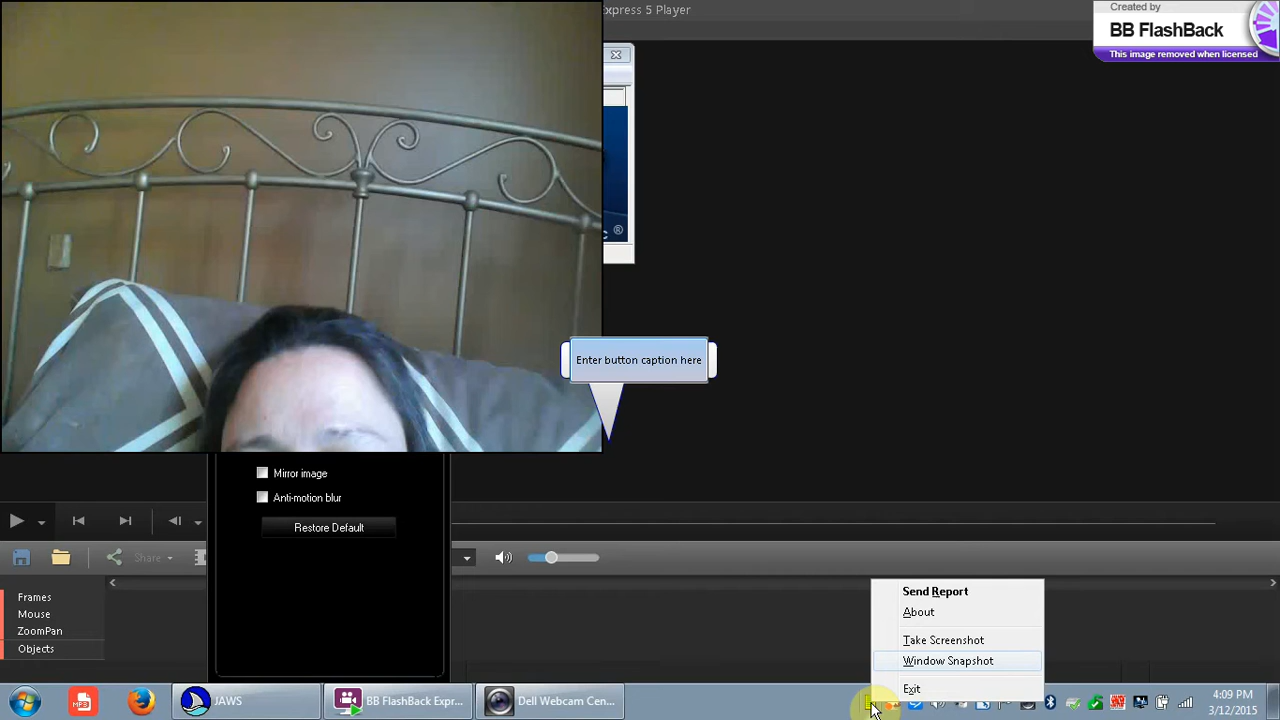 Express 5 Player
Created by
BB FlashBack
This image removed when licensed
c ®
Enter button caption here
Mirror image
Anti-motion blur
Restore Default
Share
Frames
Mouse
ZoomPan
Objects
Send Report
About
Take Screenshot
Window Snapshot
Exit
MP3
JAWS
BB FlashBack Expr...
Dell Webcam Cen...
4:09 PM
3/12/2015